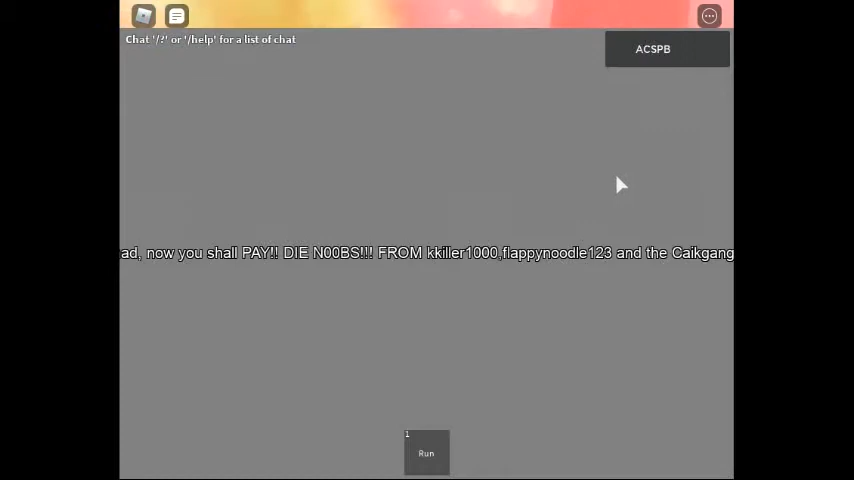 Chat '/?' or '/help' for a list of chat
ACSPB
ad, now you shall PAY!! DIE N00BS!!! FROM kkiller1000,flappynoodle123 and the Caikgang
1
Run